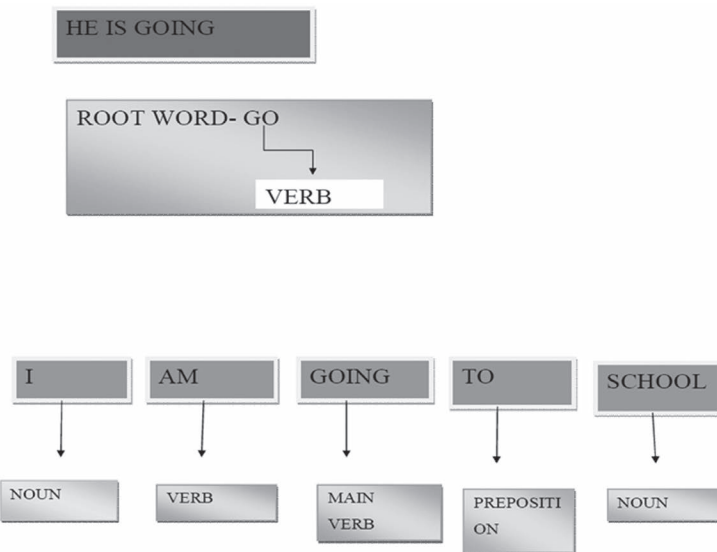 HE IS GOING
ROOT WORD- GO
VERB
I AM GOING TO SCHOOL
NOUN VERB MAIN VERB PREPOSITI ON NOUN